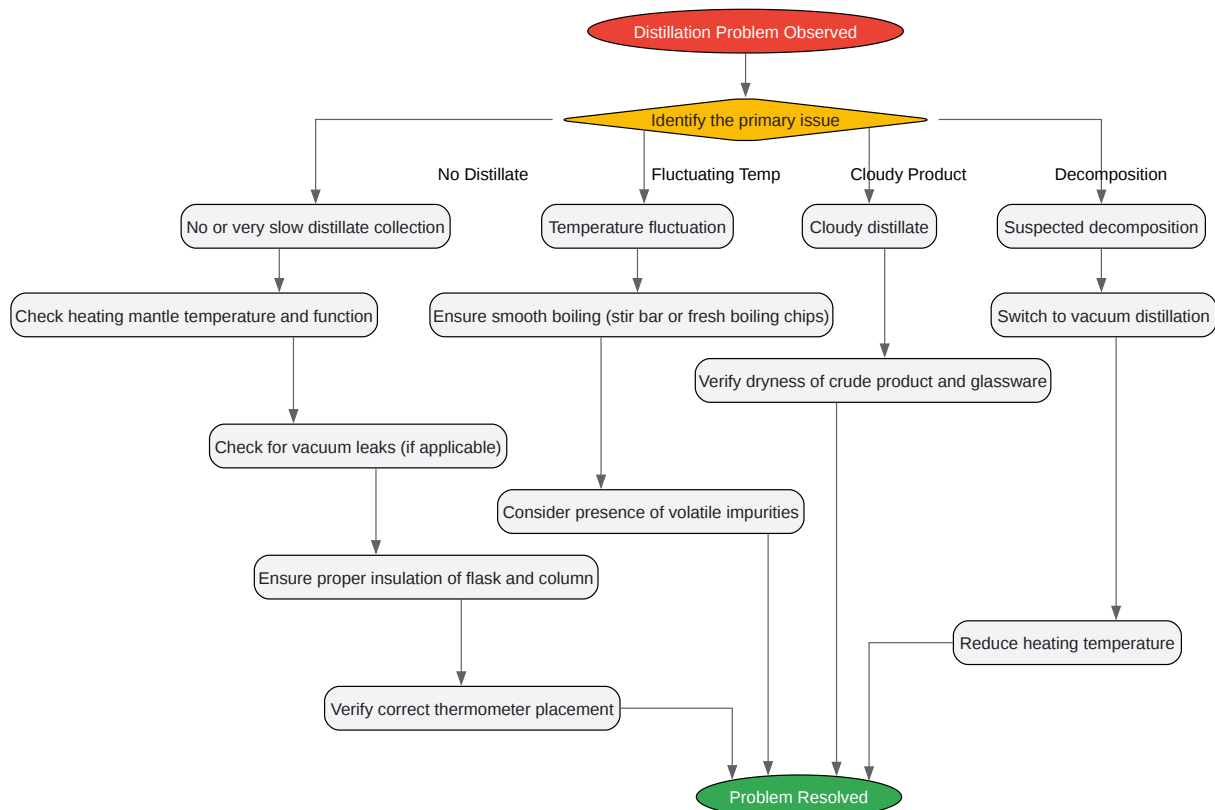 Distillation Problem Observed
Identify the primary issue
No Distillate
Fluctuating Temp
Cloudy Product
Decomposition
No or very slow distillate collection
Temperature fluctuation
Cloudy distillate
Suspected decomposition
Check heating mantle temperature and function
Ensure smooth boiling (stir bar or fresh boiling chips)
Switch to vacuum distillation
Verify dryness of crude product and glassware
Check for vacuum leaks (if applicable)
Consider presence of volatile impurities
Ensure proper insulation of flask and column
Reduce heating temperature
Verify correct thermometer placement
Problem Resolved